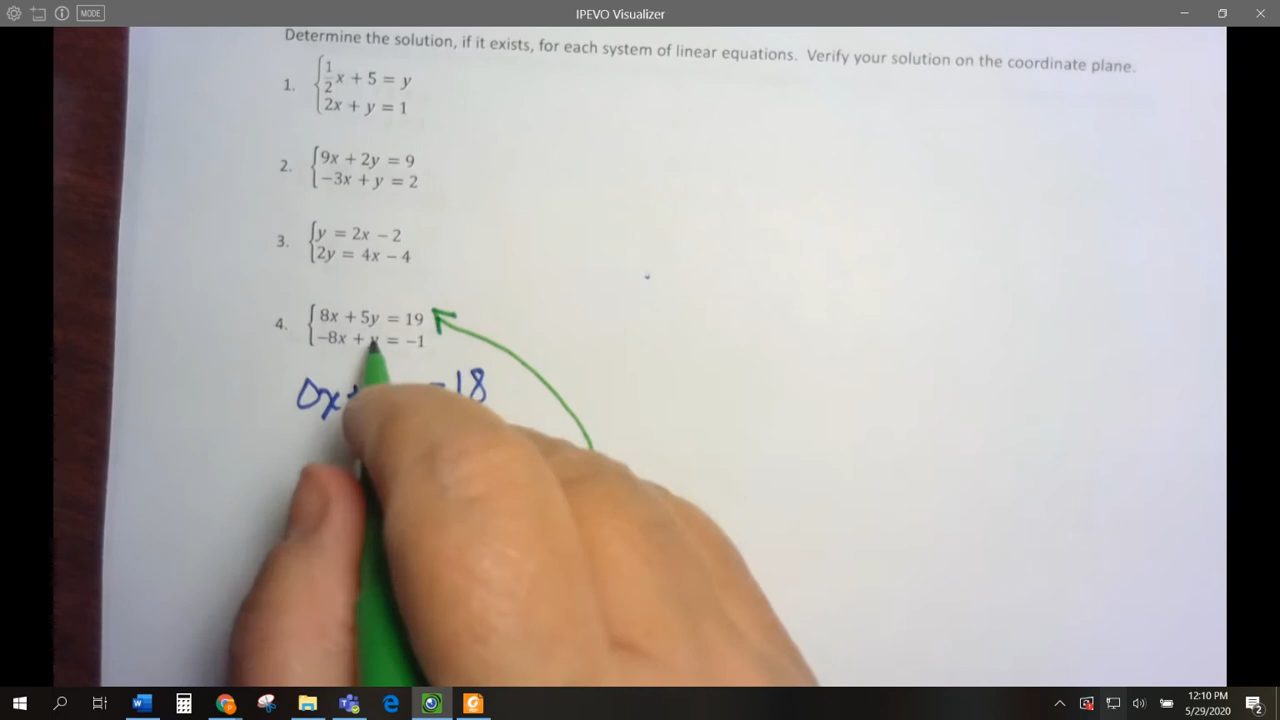 MODE
IPEVO Visualizer
Determine the solution, if it exists, for each system of linear equations. Verify your solution on the coordinate plane.
1. 1/2 x + 5 = y
2x + y = 1
2. 9x + 2y = 9
−3x + y = 2
3. y = 2x − 2
2y = 4x − 4
4. 8x + 5y = 19
−8x + y = −1
0x+ =18
12:10 PM
5/29/2020
2